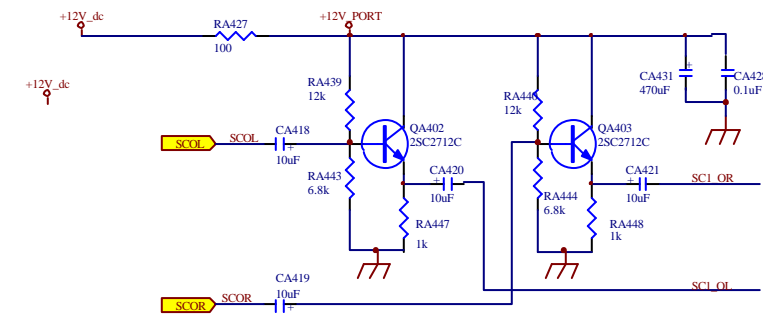 +12V_dc
+12V_PORT
RA427
100
+12V_dc
RA439
12k
RA440
12k
CA431
470uF
+
CA428
0.1uF
SCOL
SCOL
CA418
+
10uF
QA402
2SC2712C
QA403
2SC2712C
RA443
6.8k
CA420
+
10uF
RA444
6.8k
CA421
+
10uF
SC1_OR
RA447
1k
RA448
1k
SCOR
SCOR
CA419
10uF
+
SC1_OL